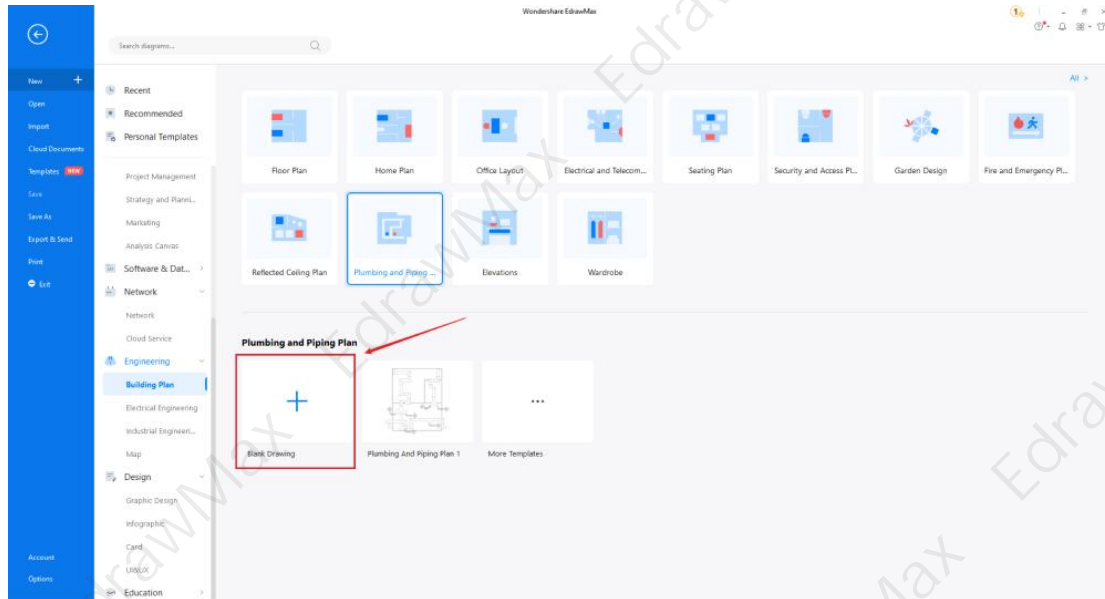 Wondershare EdrawMax
Search diagrams...
New
Open
Import
Cloud Documents
Templates NEW
Save
Save As
Export & Send
Print
Exit
Account
Options
Recent
Recommended
Personal Templates
Project Management
Strategy and Planni...
Marketing
Analysis Canvas
Software & Dat...
Network
Network
Cloud Service
Engineering
Building Plan
Electrical Engineering
Industrial Engineeri...
Map
Design
Graphic Design
Infographic
Card
UI&UX
Education
All >
Floor Plan
Home Plan
Office Layout
Electrical and Telecom...
Seating Plan
Security and Access Pl...
Garden Design
Fire and Emergency Pl...
Reflected Ceiling Plan
Plumbing and Piping ...
Elevations
Wardrobe
Plumbing and Piping Plan
Blank Drawing
Plumbing And Piping Plan 1
More Templates
EdrawMax
EdrawMax